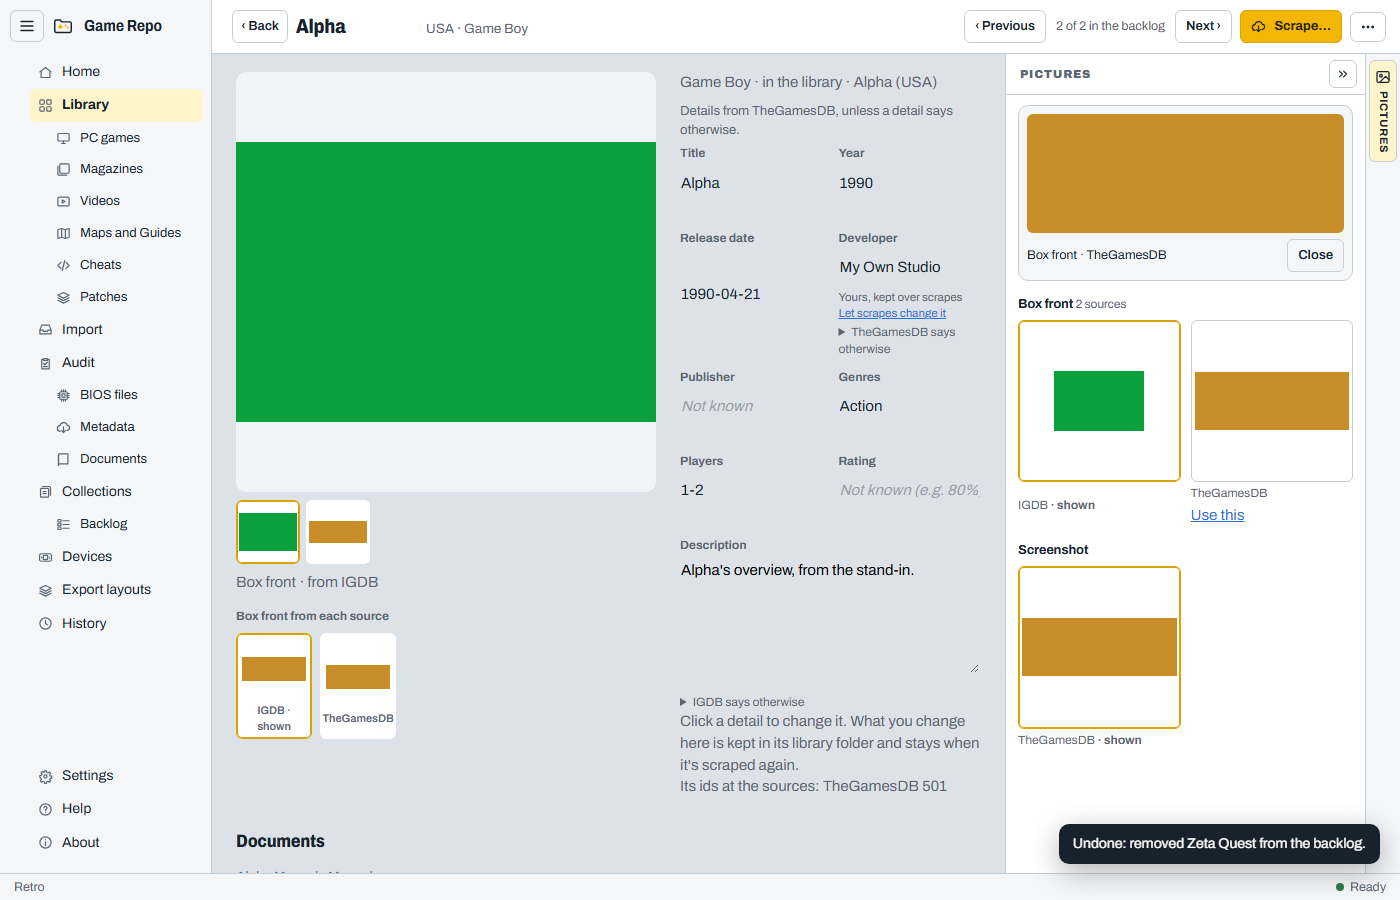 Game Repo
‹ Back
Alpha
USA · Game Boy
‹ Previous
2 of 2 in the backlog
Next ›
Scrape...
Home
Library
PC games
Magazines
Videos
Maps and Guides
Cheats
Patches
Import
Audit
BIOS files
Metadata
Documents
Collections
Backlog
Devices
Export layouts
History
Settings
Help
About
Box front · from IGDB
Box front from each source
IGDB ·
shown
TheGamesDB
Documents
Game Boy · in the library · Alpha (USA)
Details from TheGamesDB, unless a detail says
otherwise.
Title
Year
Alpha
1990
Release date
Developer
My Own Studio
1990-04-21
Yours, kept over scrapes
Let scrapes change it
TheGamesDB says
otherwise
Publisher
Genres
Not known
Action
Players
Rating
1-2
Not known (e.g. 80%
Description
Alpha's overview, from the stand-in.
IGDB says otherwise
Click a detail to change it. What you change
here is kept in its library folder and stays when
it's scraped again.
Its ids at the sources: TheGamesDB 501
PICTURES
Box front · TheGamesDB
Close
Box front 2 sources
IGDB · shown
TheGamesDB
Use this
Screenshot
TheGamesDB · shown
PICTURES
Undone: removed Zeta Quest from the backlog.
Retro
Ready